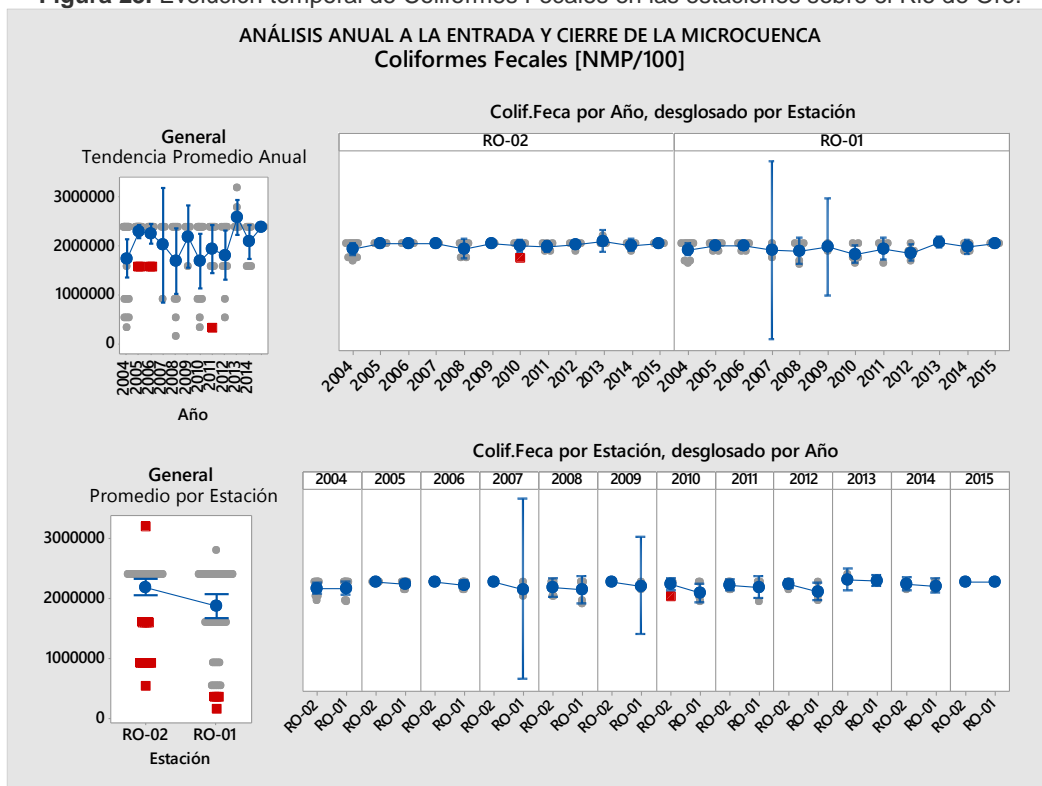 Figura 28. Evolución temporal de Coliformes Fecales en las estaciones sobre el Río de Oro.
ANÁLISIS ANUAL A LA ENTRADA Y CIERRE DE LA MICROCUENCA
Coliformes Fecales [NMP/100]
General
Tendencia Promedio Anual
3000000
2000000
1000000
0
2004
2005
2006
2007
2008
2009
2010
2011
2012
2013
2014
Año
Colif.Feca por Año, desglosado por Estación
RO-02 RO-01
2004 2005 2006 2007 2008 2009 2010 2011 2012 2013 2014 2015 2004 2005 2006 2007 2008 2009 2010 2011 2012 2013 2014 2015
General
Promedio por Estación
3000000
2000000
1000000
0
RO-02 RO-01
Estación
Colif.Feca por Estación, desglosado por Año
2004 2005 2006 2007 2008 2009 2010 2011 2012 2013 2014 2015
RO-02 RO-01 RO-02 RO-01 RO-02 RO-01 RO-02 RO-01 RO-02 RO-01 RO-02 RO-01 RO-02 RO-01 RO-02 RO-01 RO-02 RO-01 RO-02 RO-01 RO-02 RO-01 RO-02 RO-01